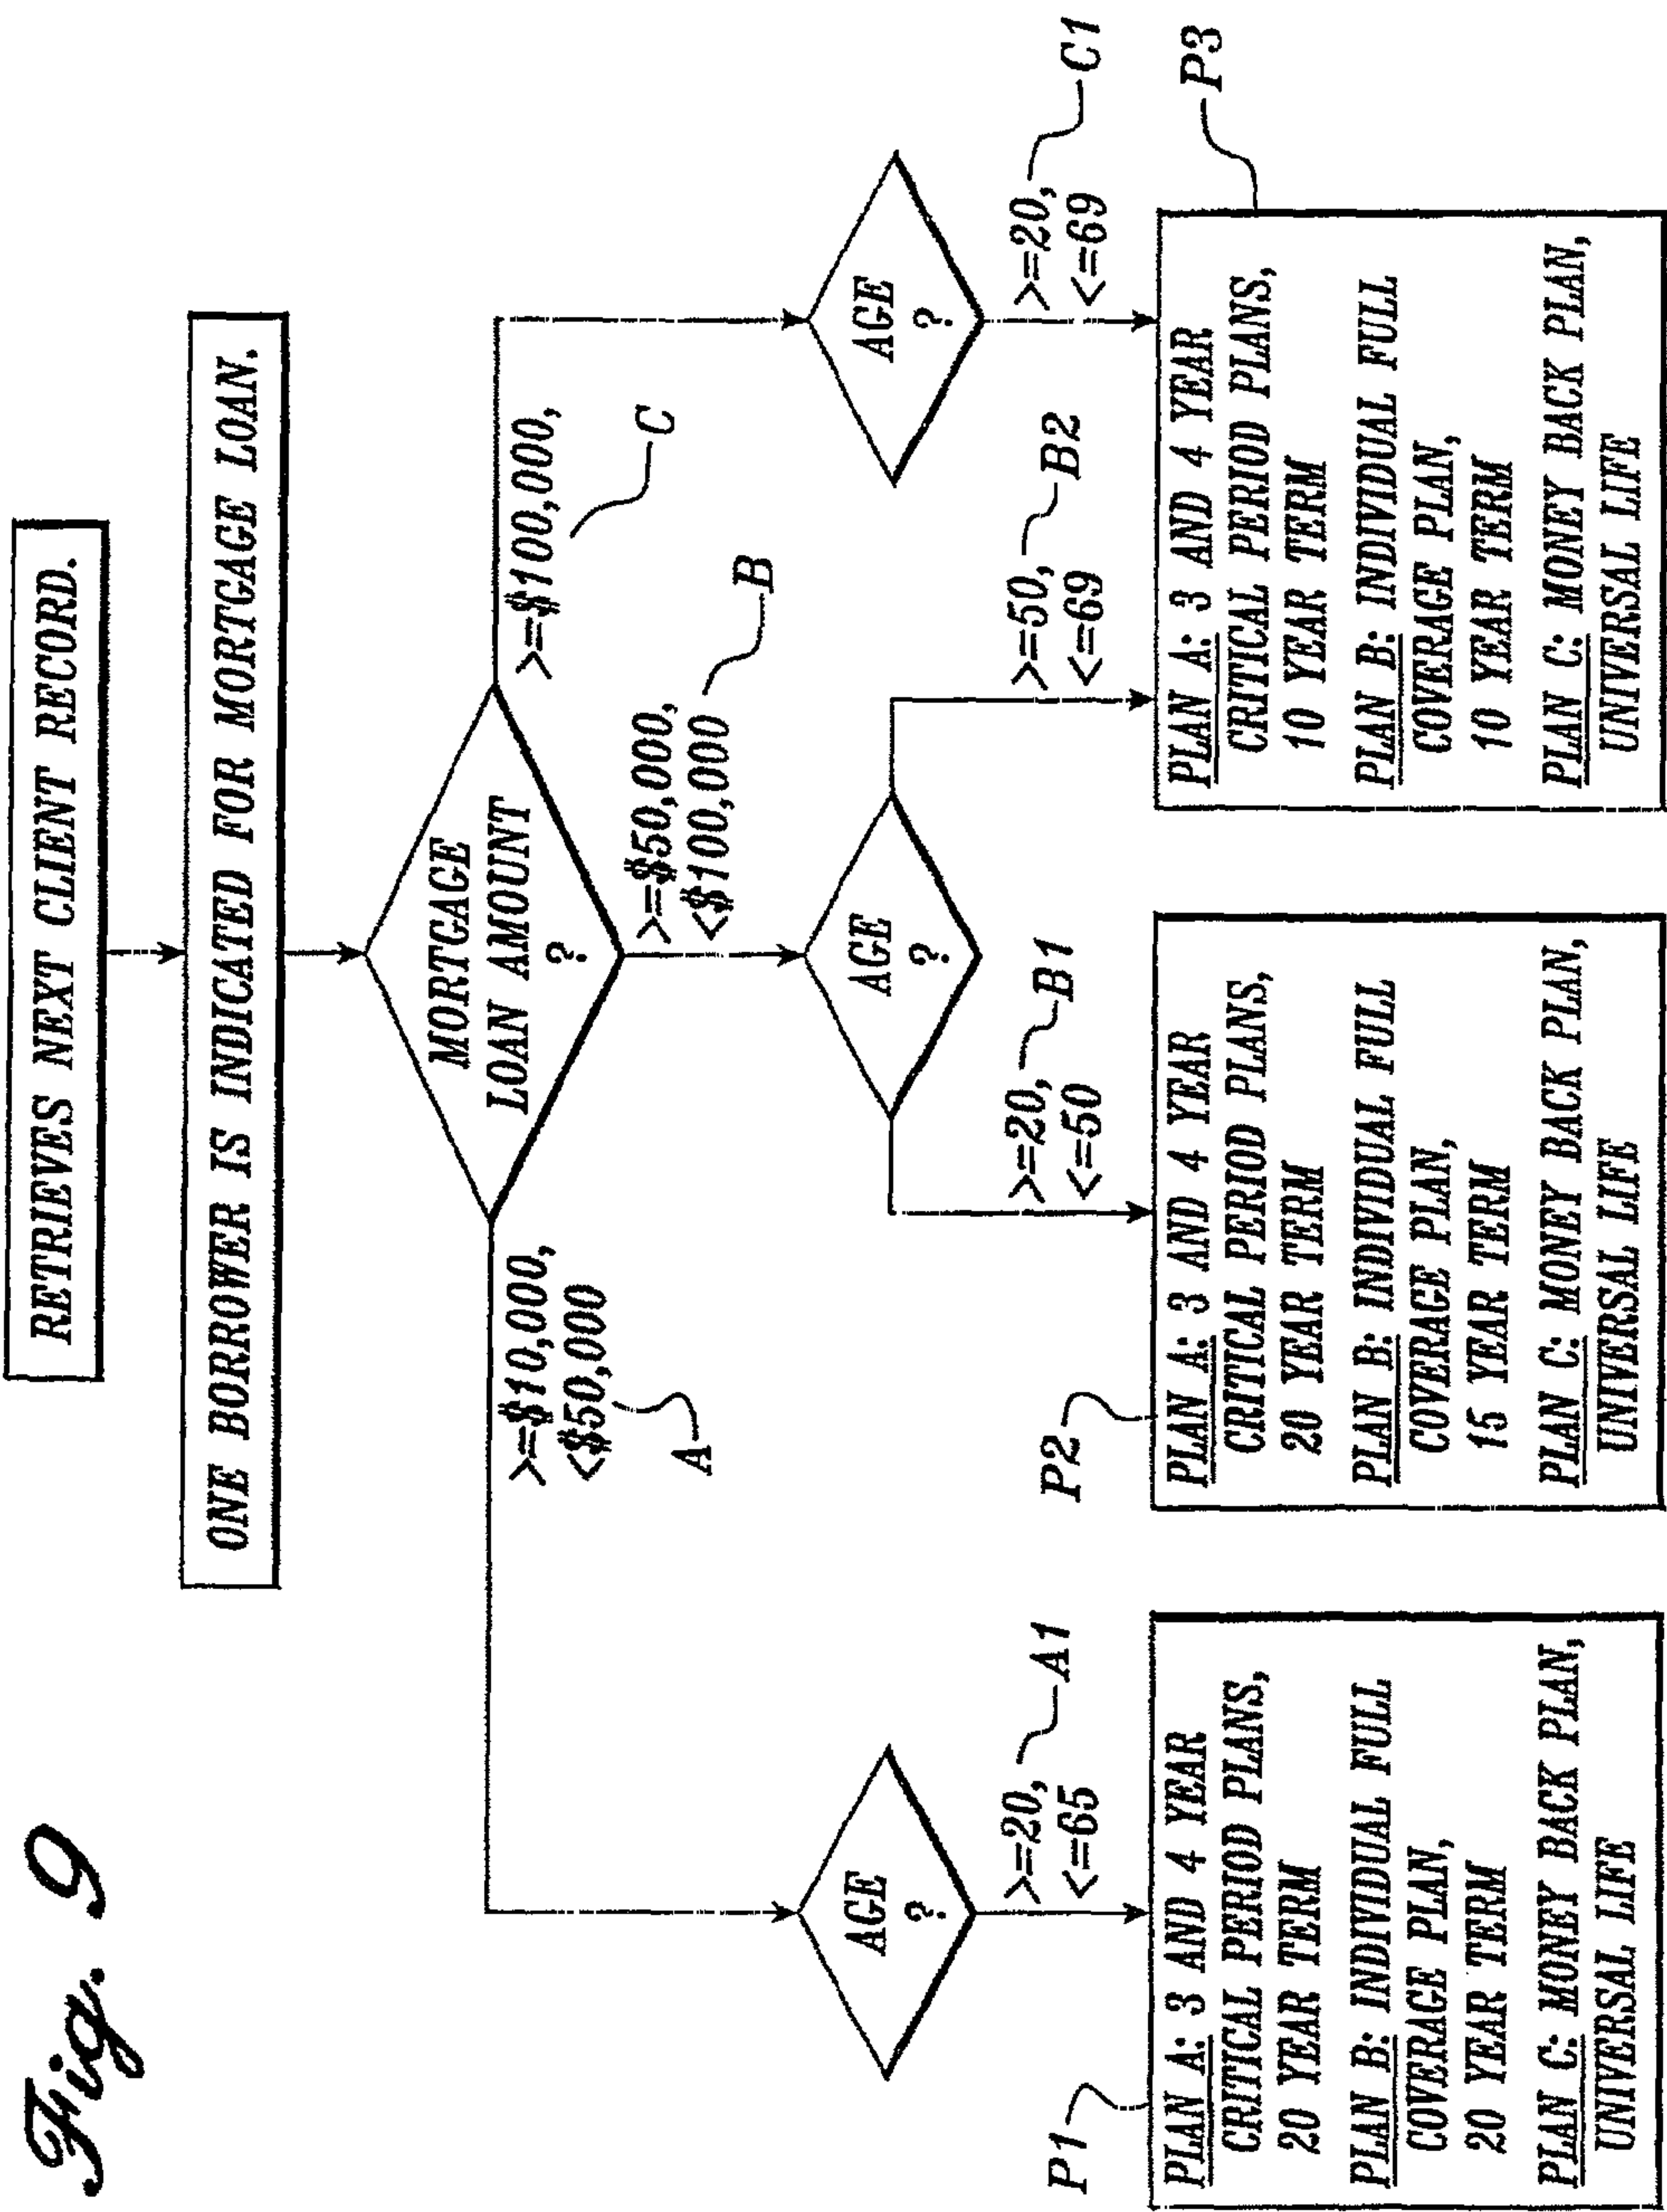 Fig. 9
RETRIEVES NEXT CLIENT RECORD.
ONE BORROWER IS INDICATED FOR MORTGAGE LOAN.
MORTGAGE
LOAN AMOUNT
?
>=$10,000,
<$50,000
A
>=$50,000,
<$100,000
B
>=$100,000,
C
AGE
?
>=20,
<=65
A1
AGE
?
>=20,
<=50
B1
>=50,
<=69
B2
AGE
?
>=20,
<=69
C1
P1
PLAN A: 3 AND 4 YEAR
CRITICAL PERIOD PLANS,
20 YEAR TERM
PLAN B: INDIVIDUAL FULL
COVERAGE PLAN,
20 YEAR TERM
PLAN C: MONEY BACK PLAN,
UNIVERSAL LIFE
P2
PLAN A: 3 AND 4 YEAR
CRITICAL PERIOD PLANS,
20 YEAR TERM
PLAN B: INDIVIDUAL FULL
COVERAGE PLAN,
15 YEAR TERM
PLAN C: MONEY BACK PLAN,
UNIVERSAL LIFE
P3
PLAN A: 3 AND 4 YEAR
CRITICAL PERIOD PLANS,
10 YEAR TERM
PLAN B: INDIVIDUAL FULL
COVERAGE PLAN,
10 YEAR TERM
PLAN C: MONEY BACK PLAN,
UNIVERSAL LIFE